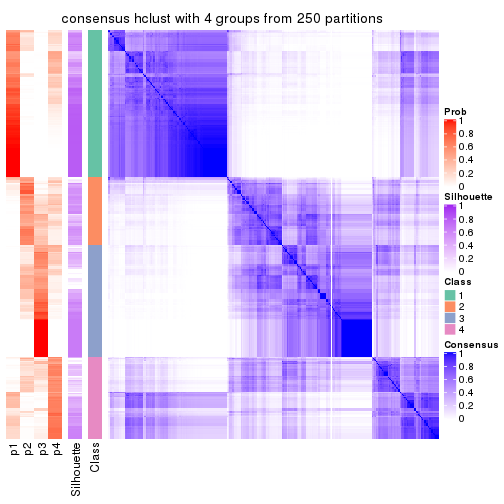 consensus hclust with 4 groups from 250 partitions
Prob
1
0.8
0.6
0.4
0.2
0
Silhouette
1
0.8
0.6
0.4
0.2
0
Class
1
2
3
4
Consensus
1
0.8
0.6
0.4
0.2
0
p1
p2
p3
p4
Silhouette
Class